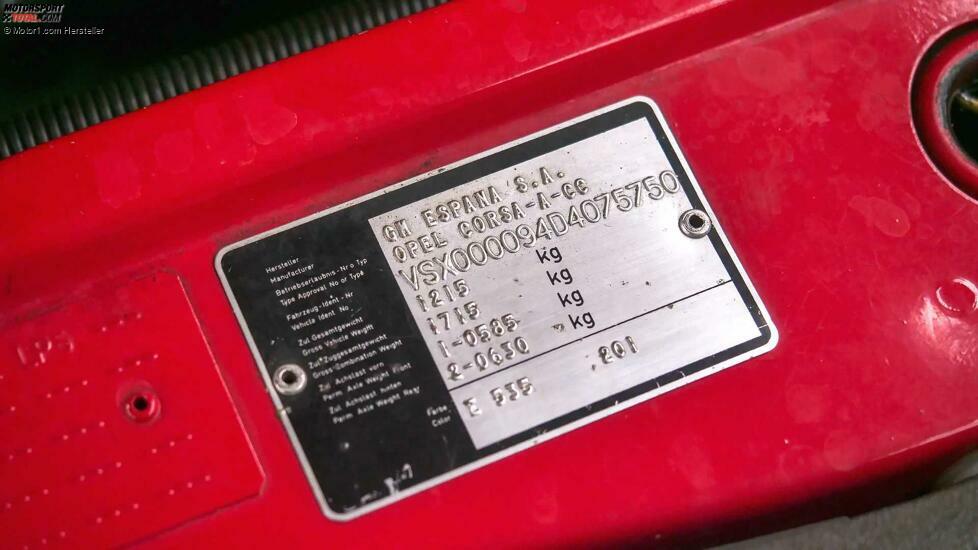 MOTORSPORT
TOTAL.COM
© Motor1.com Hersteller
Hersteller
Manufacturer
Betriebserlaubnis-Nr o Typ
Type Approval No or Type
Fahrzeug-Ident-Nr
Vehicle Ident No
Zul Gesamtgewicht
Gross Vehicle Weight
Zul Zuggesamtgewicht
Gross Combination Weight
Zul Achslast vorn
Perm Axle Weight Front
Zul Achslast hinten
Perm Axle Weight Rear
Farbe
Color
GM ESPANA S.A.
OPEL CORSA-A-CC
VSX000094D4075750
1215 kg
1715 kg
1-0585 kg
2-0630 kg
E 535 201